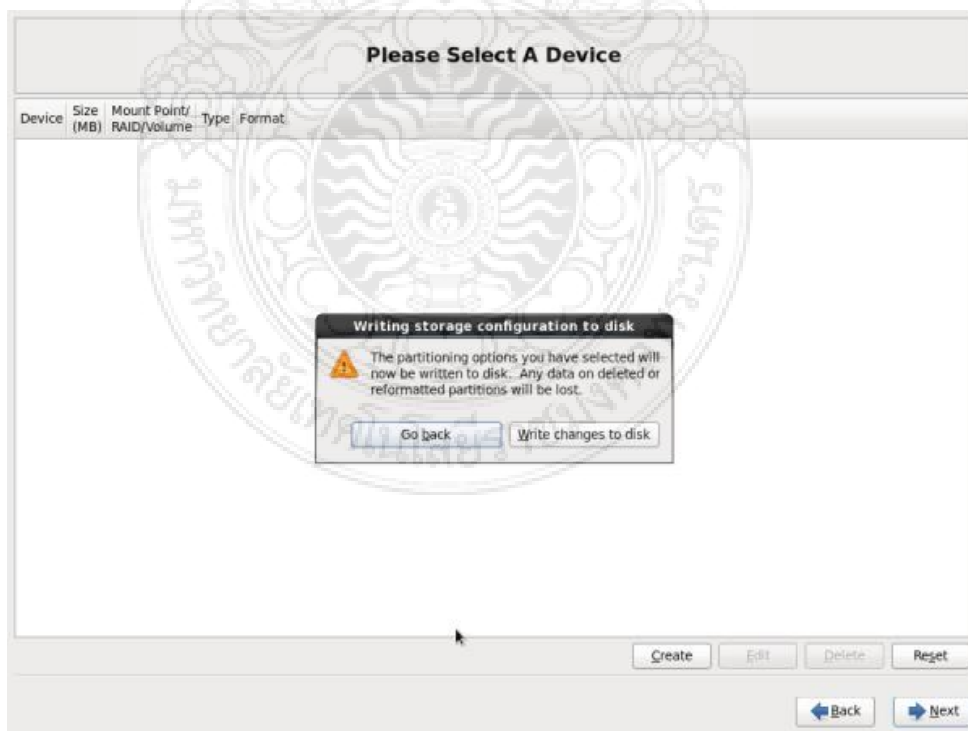 Please Select A Device
Device
Size (MB)
Mount Point/ RAID/Volume
Type
Format
Writing storage configuration to disk
The partitioning options you have selected will
now be written to disk. Any data on deleted or
reformatted partitions will be lost.
Go back
Write changes to disk
Create
Edit
Delete
Reset
Back
Next